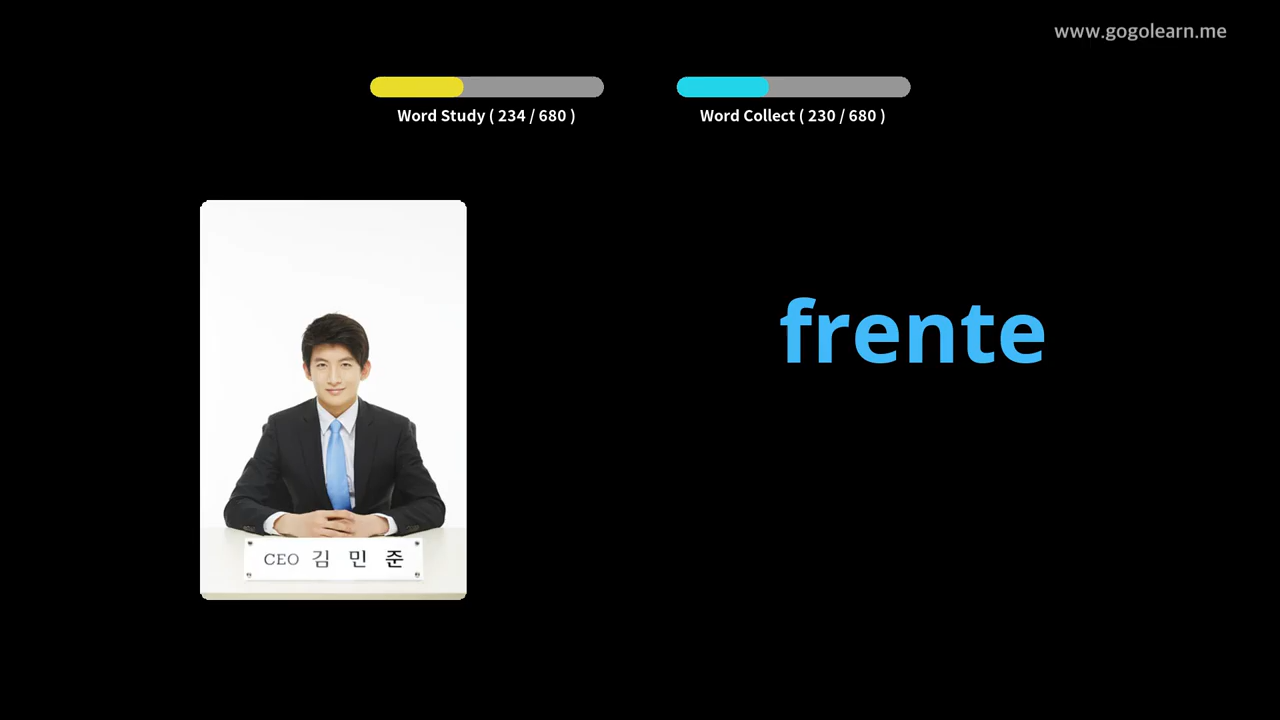 www.gogolearn.me
Word Study ( 234 / 680 )
Word Collect ( 230 / 680 )
frente
CEO 김 민 준